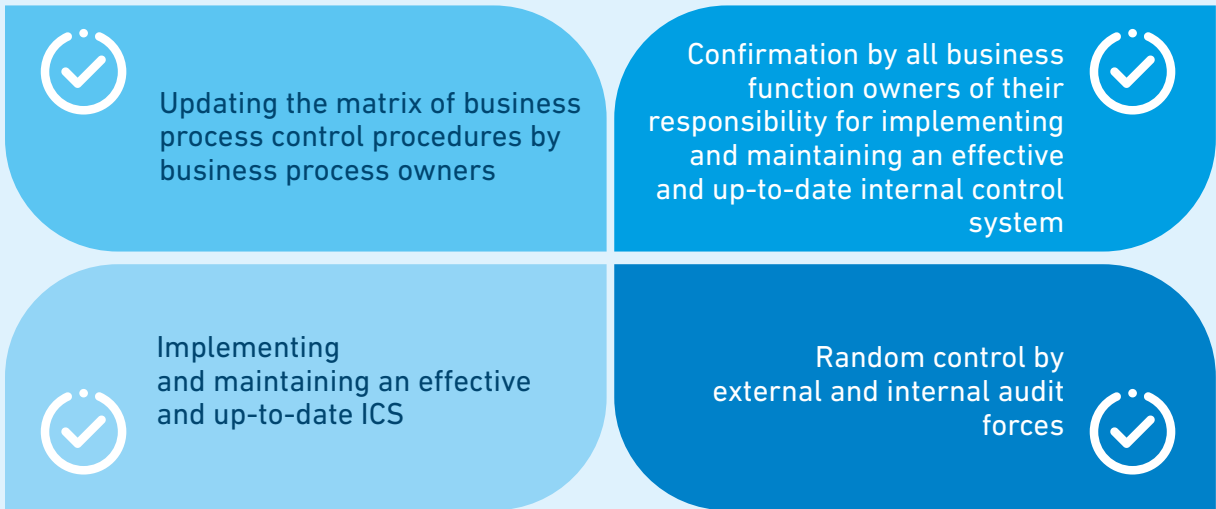 Updating the matrix of business
process control procedures by
business process owners
Confirmation by all business
function owners of their
responsibility for implementing
and maintaining an effective
and up-to-date internal control
system
Implementing
and maintaining an effective
and up-to-date ICS
Random control by
external and internal audit
forces